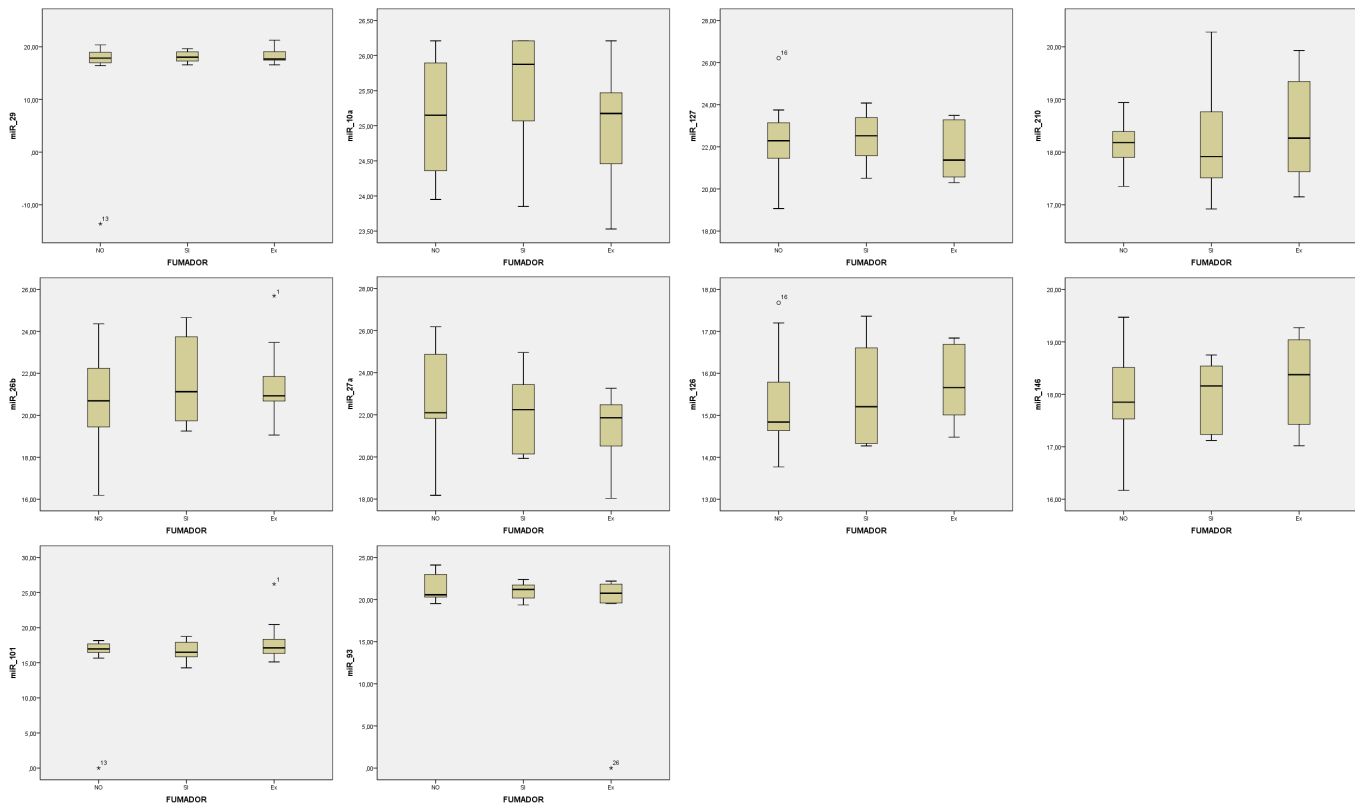 miR_29
20,00
10,00
,00
-10,00
13
NO SI Ex
FUMADOR
miR_10a
26,50
26,00
25,50
25,00
24,50
24,00
23,50
NO SI Ex
FUMADOR
miR_127
28,00
26,00
24,00
22,00
20,00
18,00
16
NO SI Ex
FUMADOR
miR_210
20,00
19,00
18,00
17,00
NO SI Ex
FUMADOR
miR_26b
26,00
24,00
22,00
20,00
18,00
16,00
1
NO SI Ex
FUMADOR
miR_27a
28,00
26,00
24,00
22,00
20,00
18,00
NO SI Ex
FUMADOR
miR_126
18,00
17,00
16,00
15,00
14,00
13,00
16
NO SI Ex
FUMADOR
miR_146
20,00
19,00
18,00
17,00
16,00
NO SI Ex
FUMADOR
miR_101
30,00
25,00
20,00
15,00
10,00
5,00
,00
1
13
NO SI Ex
FUMADOR
miR_93
25,00
20,00
15,00
10,00
5,00
,00
26
NO SI Ex
FUMADOR